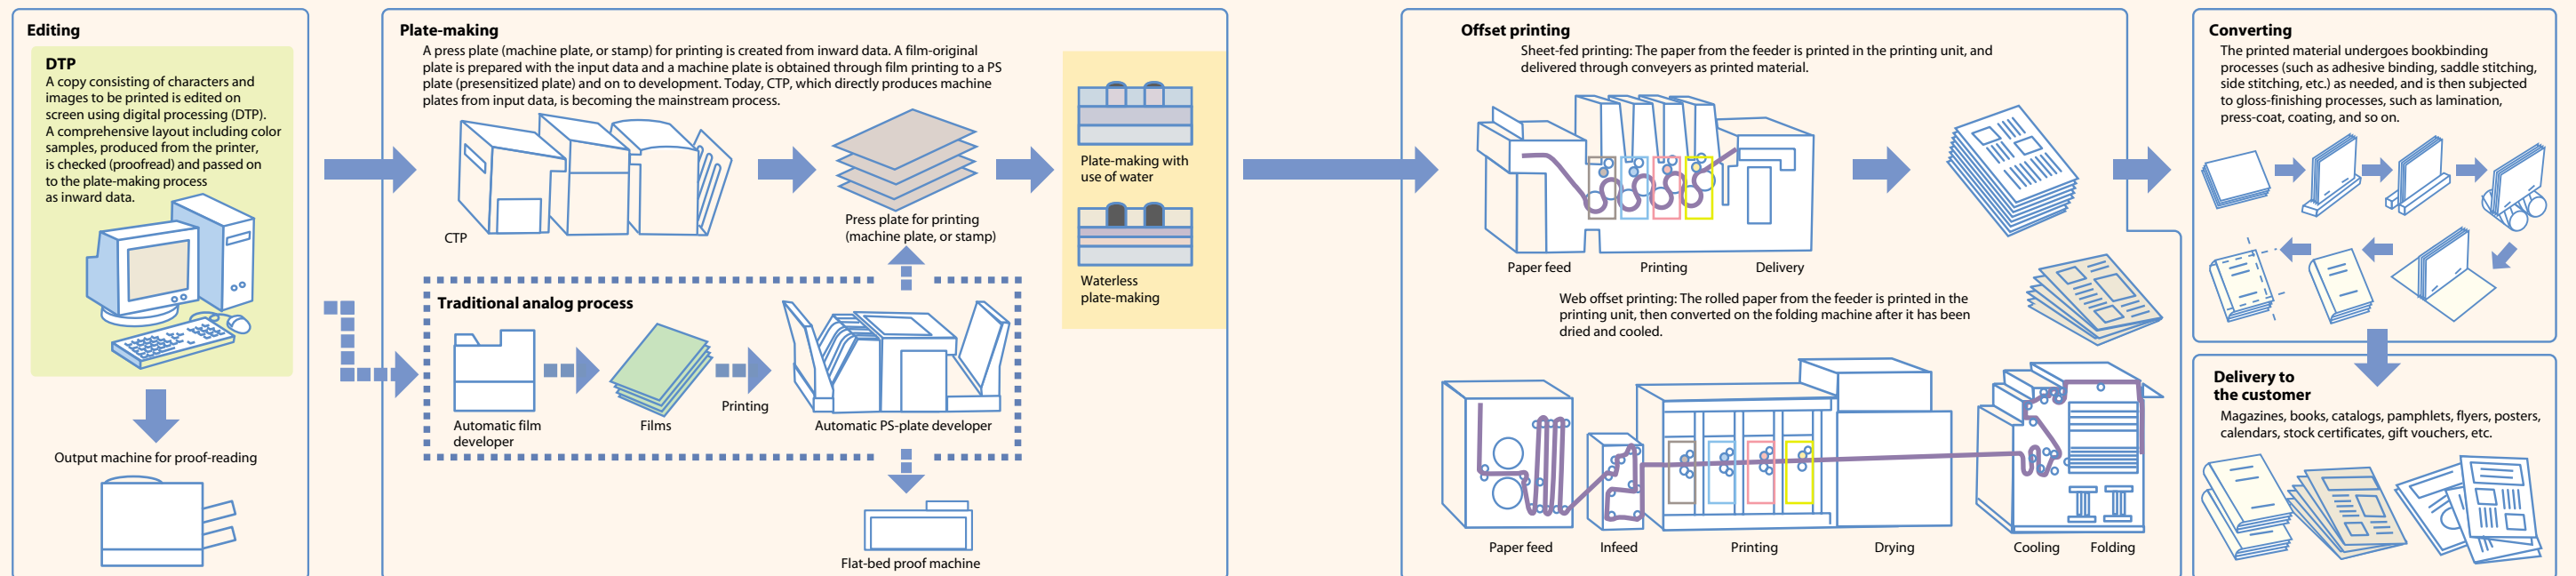 Editing
DTP
A copy consisting of characters and
images to be printed is edited on
screen using digital processing (DTP).
A comprehensive layout including color
samples, produced from the printer,
is checked (proofread) and passed on
to the plate-making process
as inward data.
Output machine for proof-reading
Plate-making
A press plate (machine plate, or stamp) for printing is created from inward data. A film-original
plate is prepared with the input data and a machine plate is obtained through film printing to a PS
plate (presensitized plate) and on to development. Today, CTP, which directly produces machine
plates from input data, is becoming the mainstream process.
CTP
Press plate for printing
(machine plate, or stamp)
Plate-making with
use of water
Waterless
plate-making
Traditional analog process
Automatic film
developer
Films
Printing
Automatic PS-plate developer
Flat-bed proof machine
Offset printing
Sheet-fed printing: The paper from the feeder is printed in the printing unit, and
delivered through conveyers as printed material.
Paper feed
Printing
Delivery
Web offset printing: The rolled paper from the feeder is printed in the
printing unit, then converted on the folding machine after it has been
dried and cooled.
Paper feed
Infeed
Printing
Drying
Cooling
Folding
Converting
The printed material undergoes bookbinding
processes (such as adhesive binding, saddle stitching,
side stitching, etc.) as needed, and is then subjected
to gloss-finishing processes, such as lamination,
press-coat, coating, and so on.
Delivery to
the customer
Magazines, books, catalogs, pamphlets, flyers, posters,
calendars, stock certificates, gift vouchers, etc.